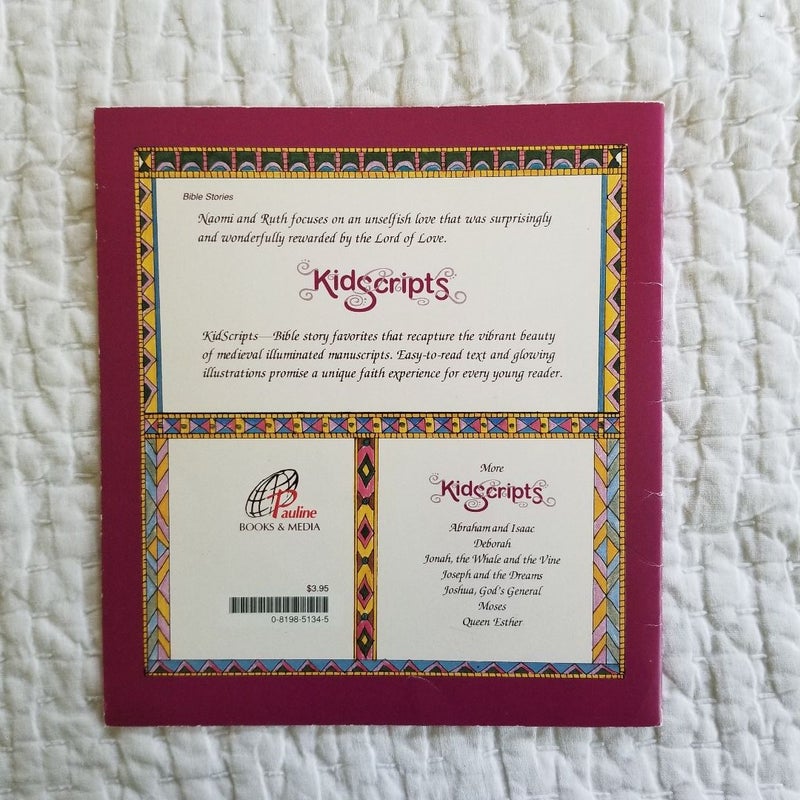 Bible Stories
Naomi and Ruth focuses on an unselfish love that was surprisingly
and wonderfully rewarded by the Lord of Love.
KidScripts
KidScripts—Bible story favorites that recapture the vibrant beauty
of medieval illuminated manuscripts. Easy-to-read text and glowing
illustrations promise a unique faith experience for every young reader.
Pauline
BOOKS & MEDIA
$3.95
0-8198-5134-5
More
KidScripts
Abraham and Isaac
Deborah
Jonah, the Whale and the Vine
Joseph and the Dreams
Joshua, God's General
Moses
Queen Esther